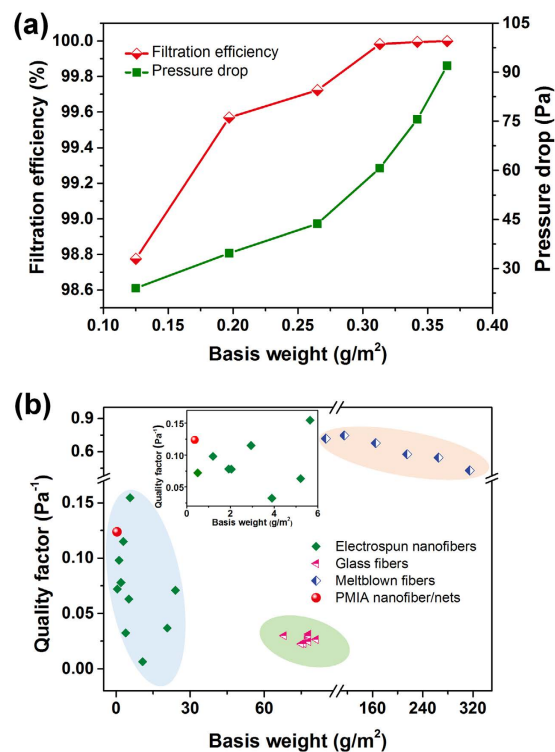 (a)
100.0
99.8
99.6
99.4
99.2
99.0
98.8
98.6
Filtration efficiency (%)
Filtration efficiency
Pressure drop
105
90
75
60
45
30
Pressure drop (Pa)
0.10 0.15 0.20 0.25 0.30 0.35 0.40
Basis weight (g/m²)
(b)
0.9
0.6
0.15
0.10
0.05
0.00
Quality factor (Pa⁻¹)
0.15
0.10
0.05
Quality factor (Pa⁻¹)
0 2 4 6
Basis weight (g/m²)
Electrospun nanofibers
Glass fibers
Meltblown fibers
PMIA nanofiber/nets
0 30 60 90 160 240 320
Basis weight (g/m²)